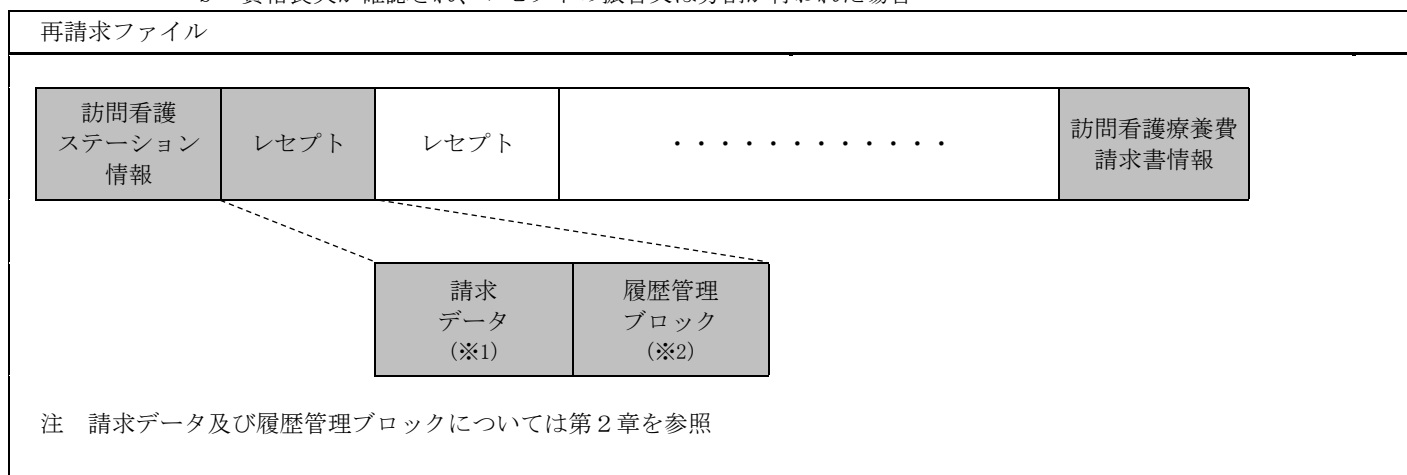 再請求ファイル
訪問看護
ステーション
情報
レセプト
レセプト
・・・・・・・・・・・・
訪問看護療養費
請求書情報
請求
データ
(※1)
履歴管理
ブロック
(※2)
注　請求データ及び履歴管理ブロックについては第２章を参照